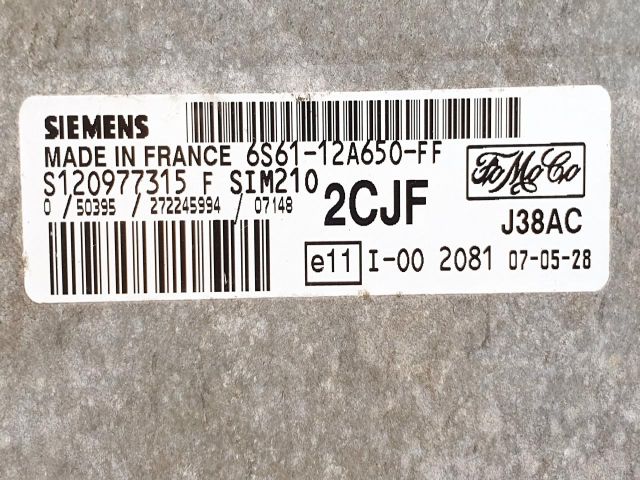 SIEMENS
MADE IN FRANCE 6S61-12A650-FF
S120977315 F SIM210
0 / 50395 / 272245994 / 07148
2CJF
FoMoCo
J38AC
e11 I-00 2081 07-05-28